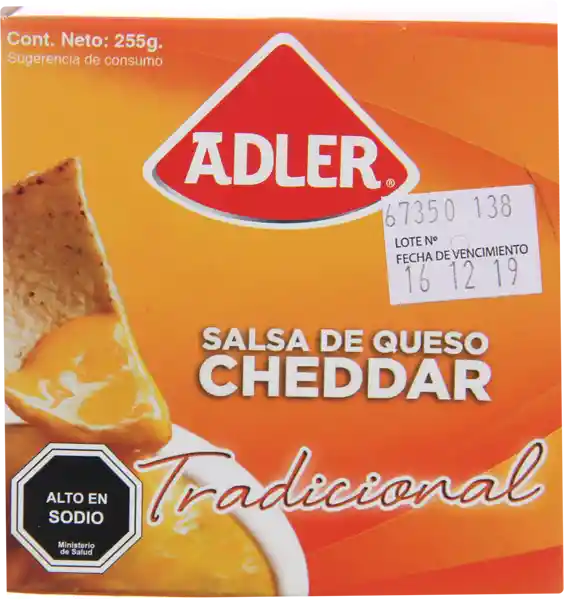 Cont. Neto: 255g.
Sugerencia de consumo
ADLER®
67350 138
LOTE Nº
FECHA DE VENCIMIENTO
16 12 19
SALSA DE QUESO
CHEDDAR
Tradicional
ALTO EN
SODIO
Ministerio
de Salud